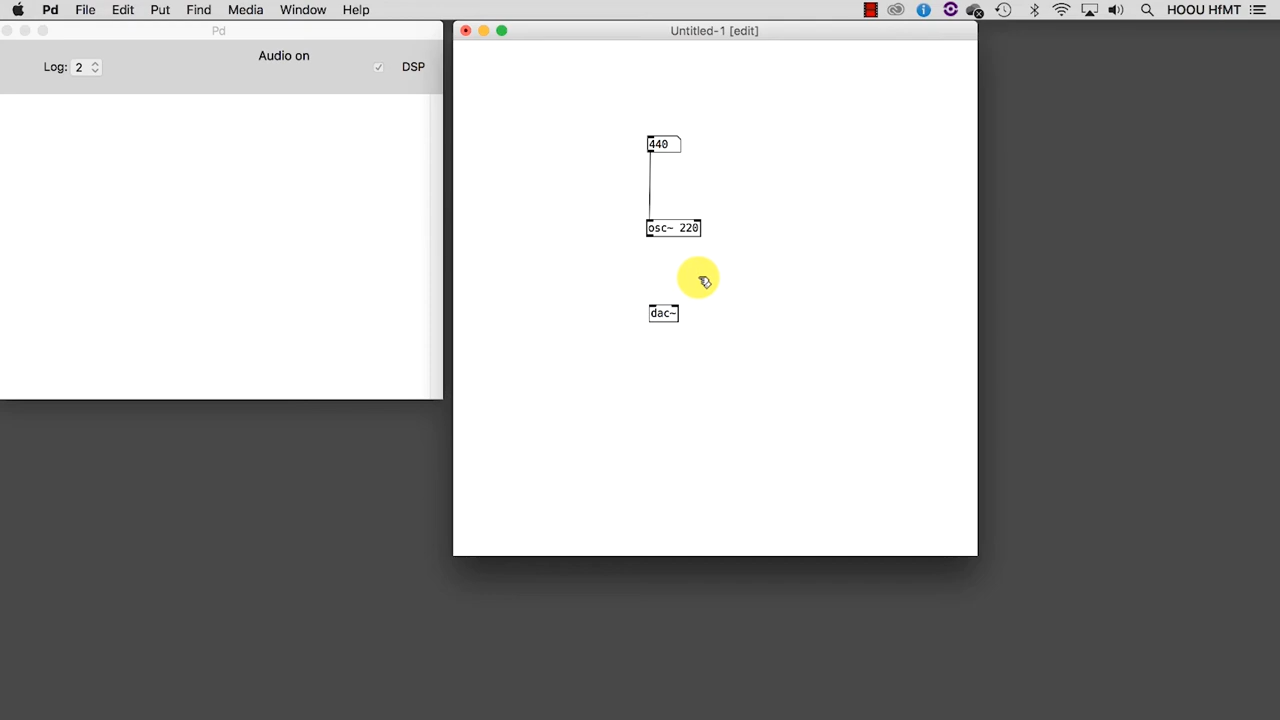 Pd File Edit Put Find Media Window Help HOOU HfMT
Pd
Audio on
Log: 2 DSP
Untitled-1 [edit]
440
osc~ 220
dac~